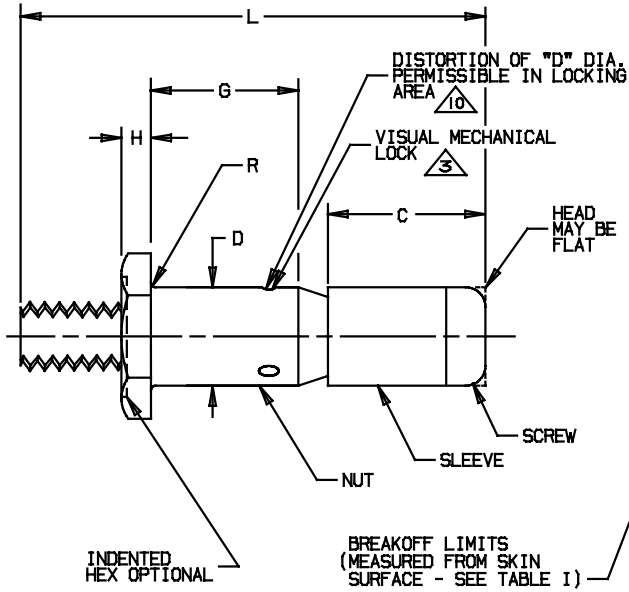 L
DISTORTION OF "D" DIA.
PERMISSIBLE IN LOCKING
AREA 10
G
VISUAL MECHANICAL
LOCK 3
H
R
C
HEAD
MAY BE
FLAT
D
SCREW
SLEEVE
NUT
INDENTED
HEX OPTIONAL
BREAKOFF LIMITS
(MEASURED FROM SKIN
SURFACE - SEE TABLE I)